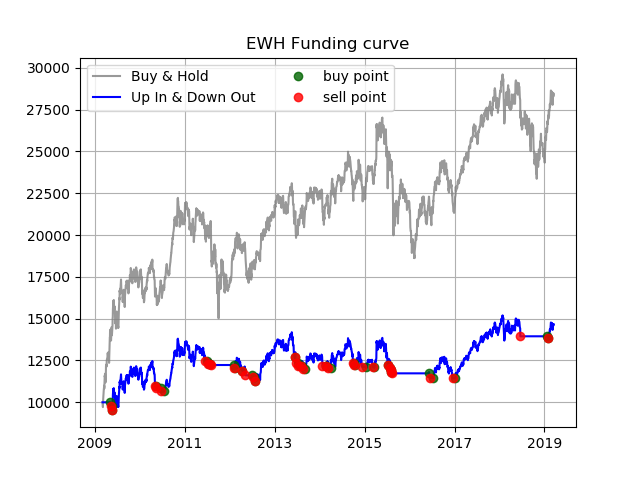 EWH Funding curve
Buy & Hold
Up In & Down Out
buy point
sell point
30000
27500
25000
22500
20000
17500
15000
12500
10000
2009 2011 2013 2015 2017 2019